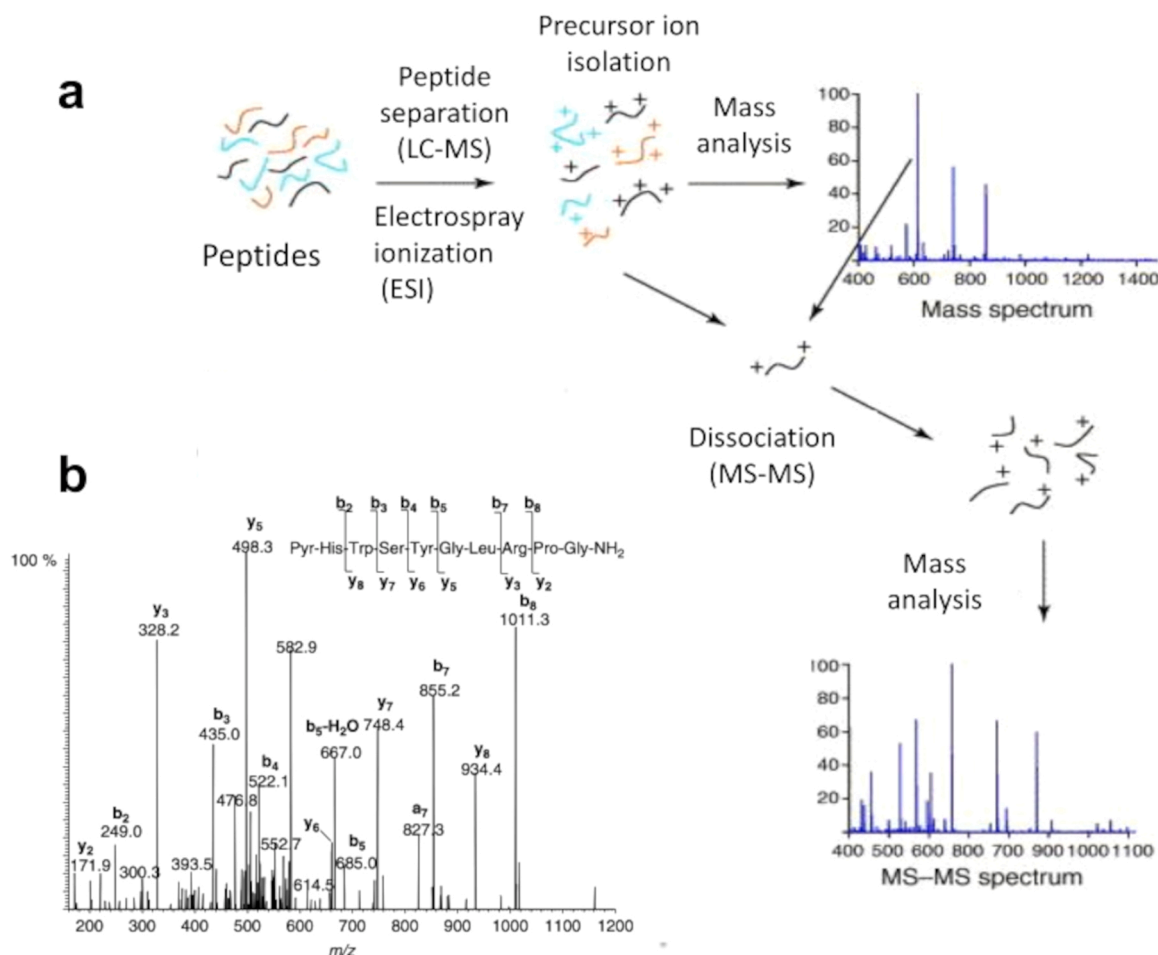 a
Peptides
Peptide
separation
(LC-MS)
Electrospray
ionization
(ESI)
Precursor ion
isolation
Mass
analysis
100
80
60
40
20
400 600 800 1000 1200 1400
Mass spectrum
Dissociation
(MS-MS)
Mass
analysis
100
80
60
40
20
400 500 600 700 800 900 1000 1100
MS–MS spectrum
b
100 %
b2 b3 b4 b5 b7 b8
Pyr-His-Trp-Ser-Tyr-Gly-Leu-Arg-Pro-Gly-NH2
y8 y7 y6 y5 y3 y2
y2
171.9
b2
249.0
300.3
y3
328.2
393.5
b3
435.0
476.8
y5
498.3
b4
522.1
552.7
582.9
614.5
y6
b5-H2O
667.0
b5
685.0
y7
748.4
a7
827.3
b7
855.2
y8
934.4
b8
1011.3
200 300 400 500 600 700 800 900 1000 1100 1200
m/z